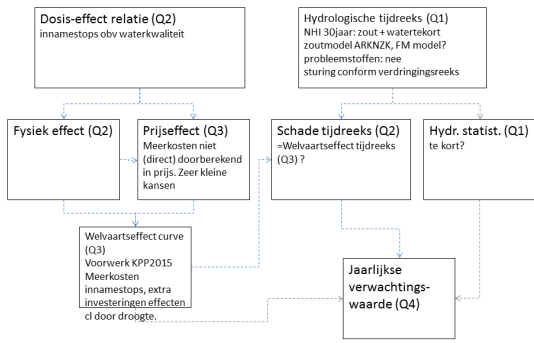 Dosis-effect relatie (Q2)
innamestops obv waterkwaliteit
Hydrologische tijdreeks (Q1)
NHI 30jaar: zout + watertekort
zoutmodel ARKNZK, FM model?
probleemstoffen: nee
sturing conform verdringingsreeks
Fysiek effect (Q2)
Prijseffect (Q3)
Meerkosten niet
(direct) doorberekend
in prijs. Zeer kleine
kansen
Schade tijdreeks (Q2)
=Welvaartseffect tijdreeks
(Q3) ?
Hydr. statist. (Q1)
te kort?
Welvaartseffect curve
(Q3)
Voorwerk KPP2015
Meerkosten
innamestops, extra
investeringen effecten
cl door droogte.
Jaarlijkse
verwachtings-
waarde (Q4)